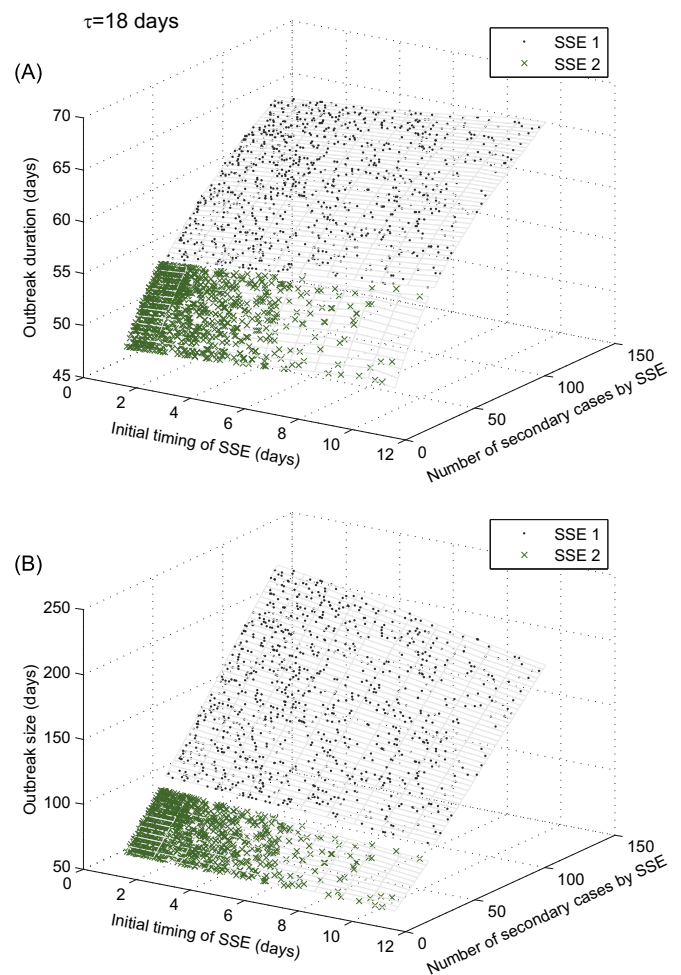 τ=18 days
SSE 1
SSE 2
(A)
70
65
60
55
50
45
Outbreak duration (days)
0
2
4
6
8
10
12
Initial timing of SSE (days)
0
50
100
150
Number of secondary cases by SSE
SSE 1
SSE 2
(B)
250
200
150
100
50
Outbreak size (days)
0
2
4
6
8
10
12
Initial timing of SSE (days)
0
50
100
150
Number of secondary cases by SSE